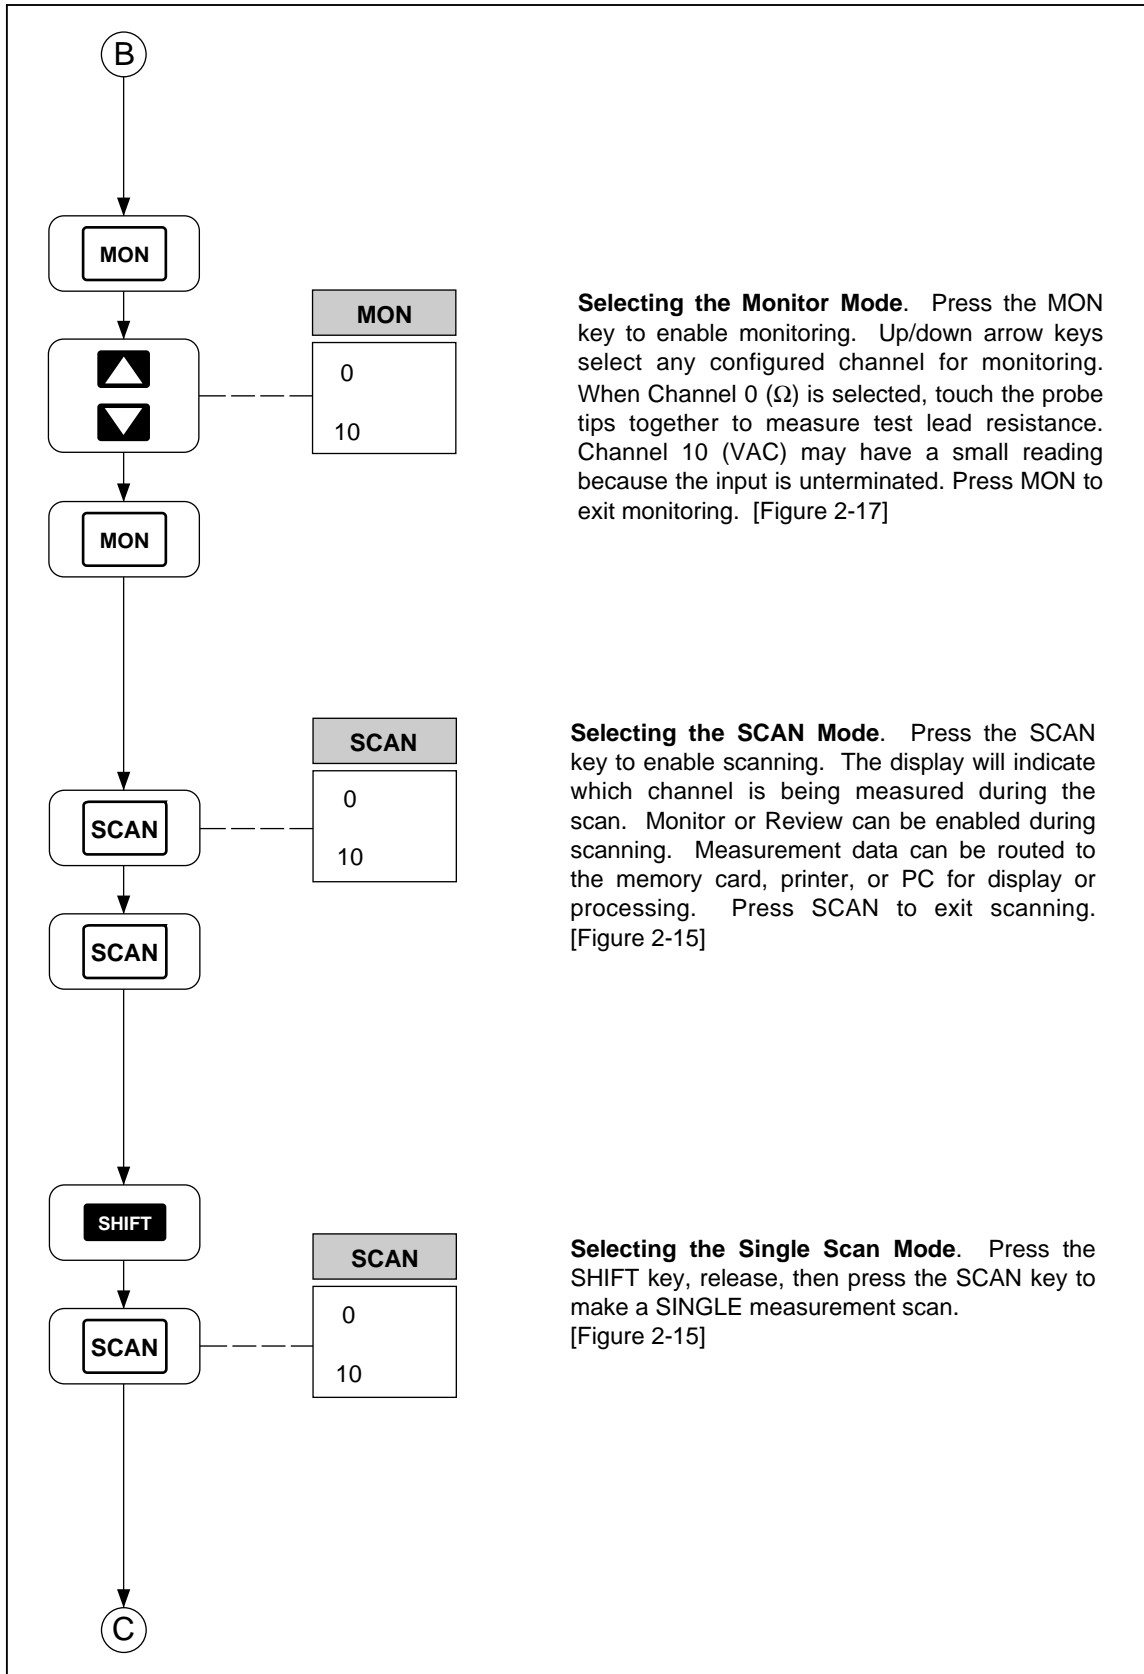 B
MON
MON
0
10
MON
Selecting the Monitor Mode. Press the MON
key to enable monitoring. Up/down arrow keys
select any configured channel for monitoring.
When Channel 0 (Ω) is selected, touch the probe
tips together to measure test lead resistance.
Channel 10 (VAC) may have a small reading
because the input is unterminated. Press MON to
exit monitoring. [Figure 2-17]
SCAN
SCAN
0
10
SCAN
Selecting the SCAN Mode. Press the SCAN
key to enable scanning. The display will indicate
which channel is being measured during the
scan. Monitor or Review can be enabled during
scanning. Measurement data can be routed to
the memory card, printer, or PC for display or
processing. Press SCAN to exit scanning.
[Figure 2-15]
SHIFT
SCAN
SCAN
0
10
Selecting the Single Scan Mode. Press the
SHIFT key, release, then press the SCAN key to
make a SINGLE measurement scan.
[Figure 2-15]
C